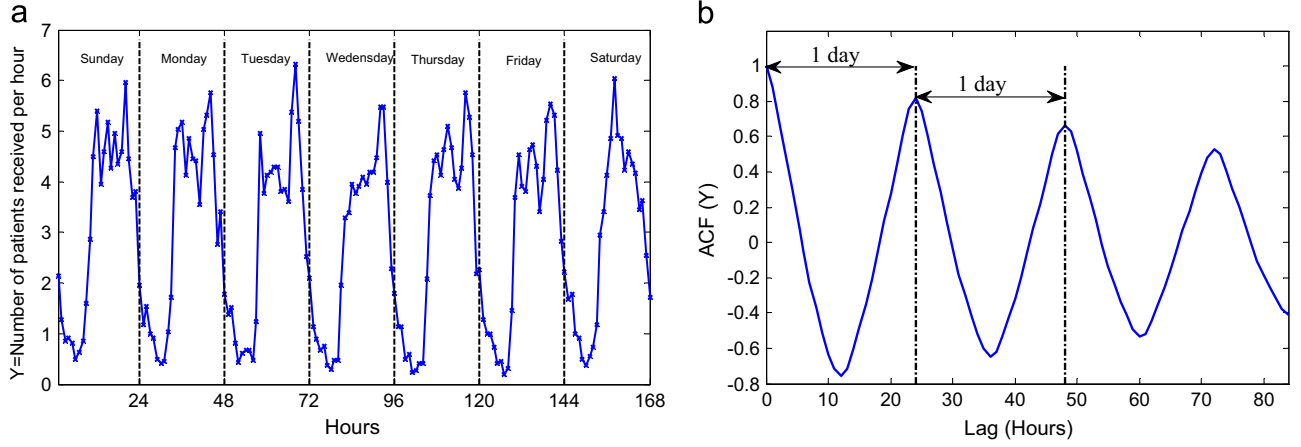 a
Y=Number of patients received per hour
7
6
5
4
3
2
1
0
Sunday Monday Tuesday Wedensday Thursday Friday Saturday
24 48 72 96 120 144 168
Hours
b
ACF (Y)
1
0.8
0.6
0.4
0.2
0
-0.2
-0.4
-0.6
-0.8
1 day
1 day
0 10 20 30 40 50 60 70 80
Lag (Hours)